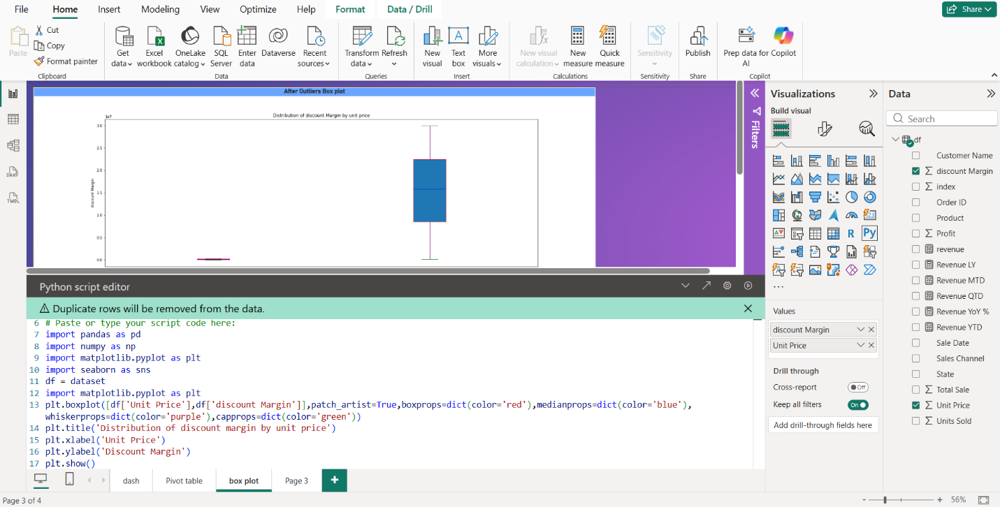 File Home Insert Modeling View Optimize Help Format Data / Drill Share
Paste
Cut
Copy
Format painter
Clipboard
Get data
Excel workbook
OneLake catalog
SQL Server
Enter data
Dataverse
Recent sources
Data
Transform data
Refresh
Queries
New visual
Text box
More visuals
Insert
New visual calculation
New measure
Quick measure
Calculations
Sensitivity
Sensitivity
Publish
Share
Prep data for AI
Copilot
Copilot
DAX
TMDL
After Outliers Box plot
Distribution of discount Margin by unit price
1e7
3.0
2.5
2.0
1.5
1.0
0.5
0.0
discount Margin
Filters
Python script editor
Duplicate rows will be removed from the data.
6 # Paste or type your script code here:
7 import pandas as pd
8 import numpy as np
9 import matplotlib.pyplot as plt
10 import seaborn as sns
11 df = dataset
12 import matplotlib.pyplot as plt
13 plt.boxplot([df['Unit Price'],df['discount Margin']],patch_artist=True,boxprops=dict(color='red'),medianprops=dict(color='blue'),
whiskerprops=dict(color='purple'),capprops=dict(color='green'))
14 plt.title('Distribution of discount margin by unit price')
15 plt.xlabel('Unit Price')
16 plt.ylabel('Discount Margin')
17 plt.show()
dash Pivot table box plot Page 3 +
Page 3 of 4
- + 56%
Visualizations
Build visual
123
R Py
...
Values
discount Margin
Unit Price
Drill through
Cross-report Off
Keep all filters On
Add drill-through fields here
Data
Search
df
Customer Name
Σ discount Margin
Σ index
Order ID
Product
Σ Profit
revenue
Revenue LY
Revenue MTD
Revenue QTD
Revenue YoY %
Revenue YTD
Sale Date
Sales Channel
State
Σ Total Sale
Σ Unit Price
Σ Units Sold